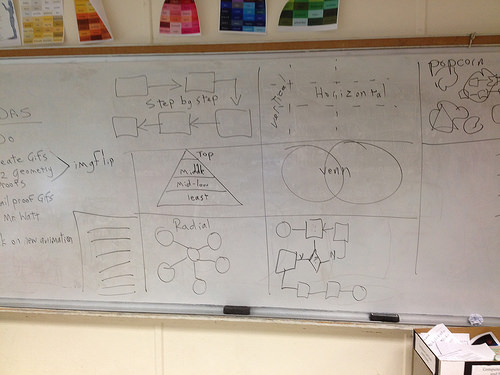 DAS
Do
eate Gifs
2 Geometry
roofs
imgflip
ail proof Gifs
Mr Watt
k on new animation
Step by step
vertical
Horizontal
popcorn
Top
middle
mid-low
least
venn
Radial
N